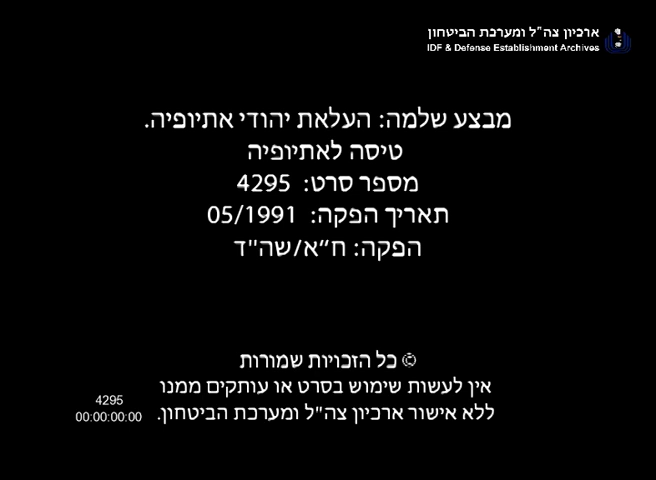 ארכיון צה"ל ומערכת הביטחון
IDF & Defense Establishment Archives
מבצע שלמה: העלאת יהודי אתיופיה.
טיסה לאתיופיה
מספר סרט: 4295
תאריך הפקה: 05/1991
הפקה: ח"א/שה"ד
© כל הזכויות שמורות
אין לעשות שימוש בסרט או עותקים ממנו
ללא אישור ארכיון צה"ל ומערכת הביטחון.
4295
00:00:00:00